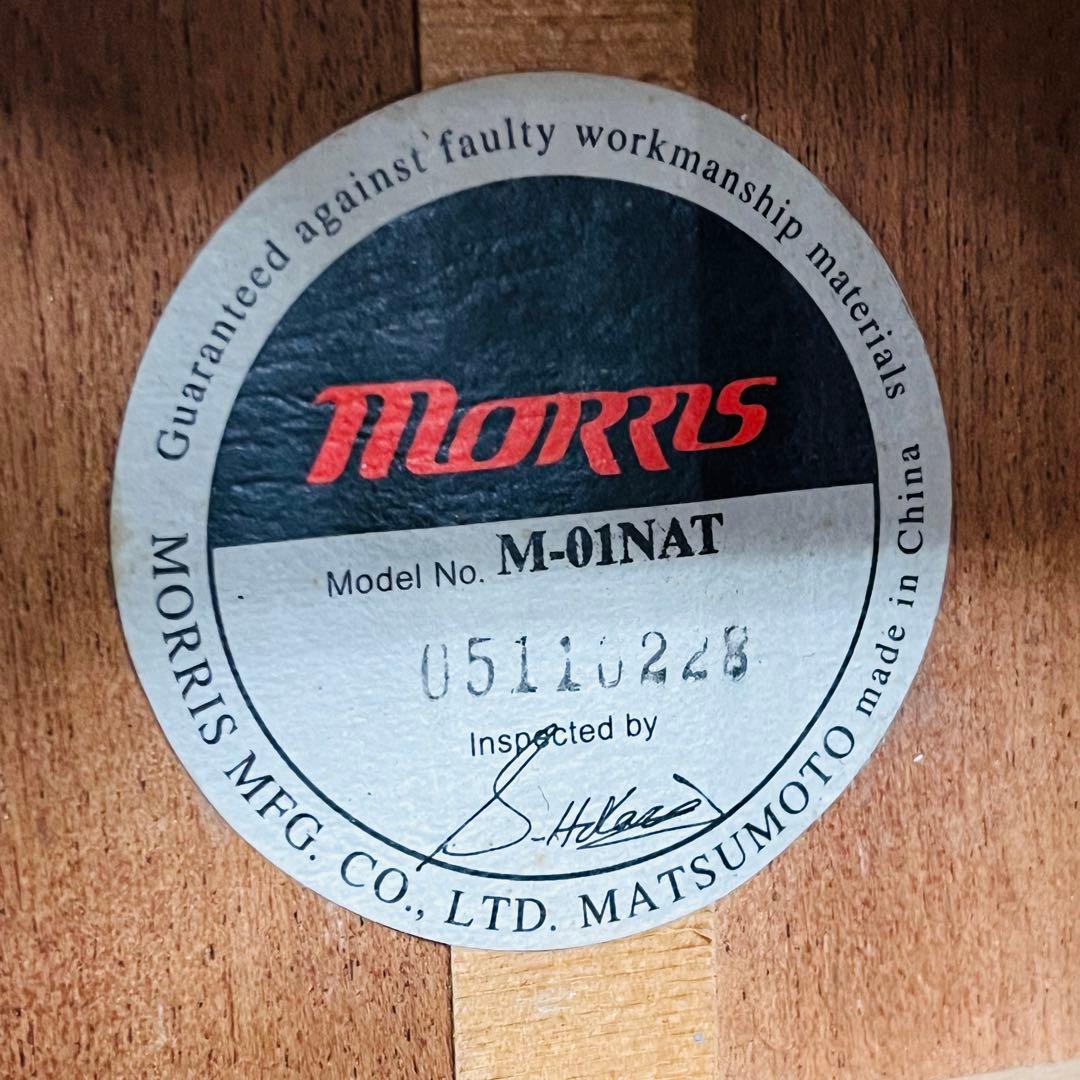 Guaranteed against faulty workmanship materials
MORRIS
Model No. M-01NAT
05110228
Inspected by
MORRIS MFG. CO., LTD. MATSUMOTO made in China